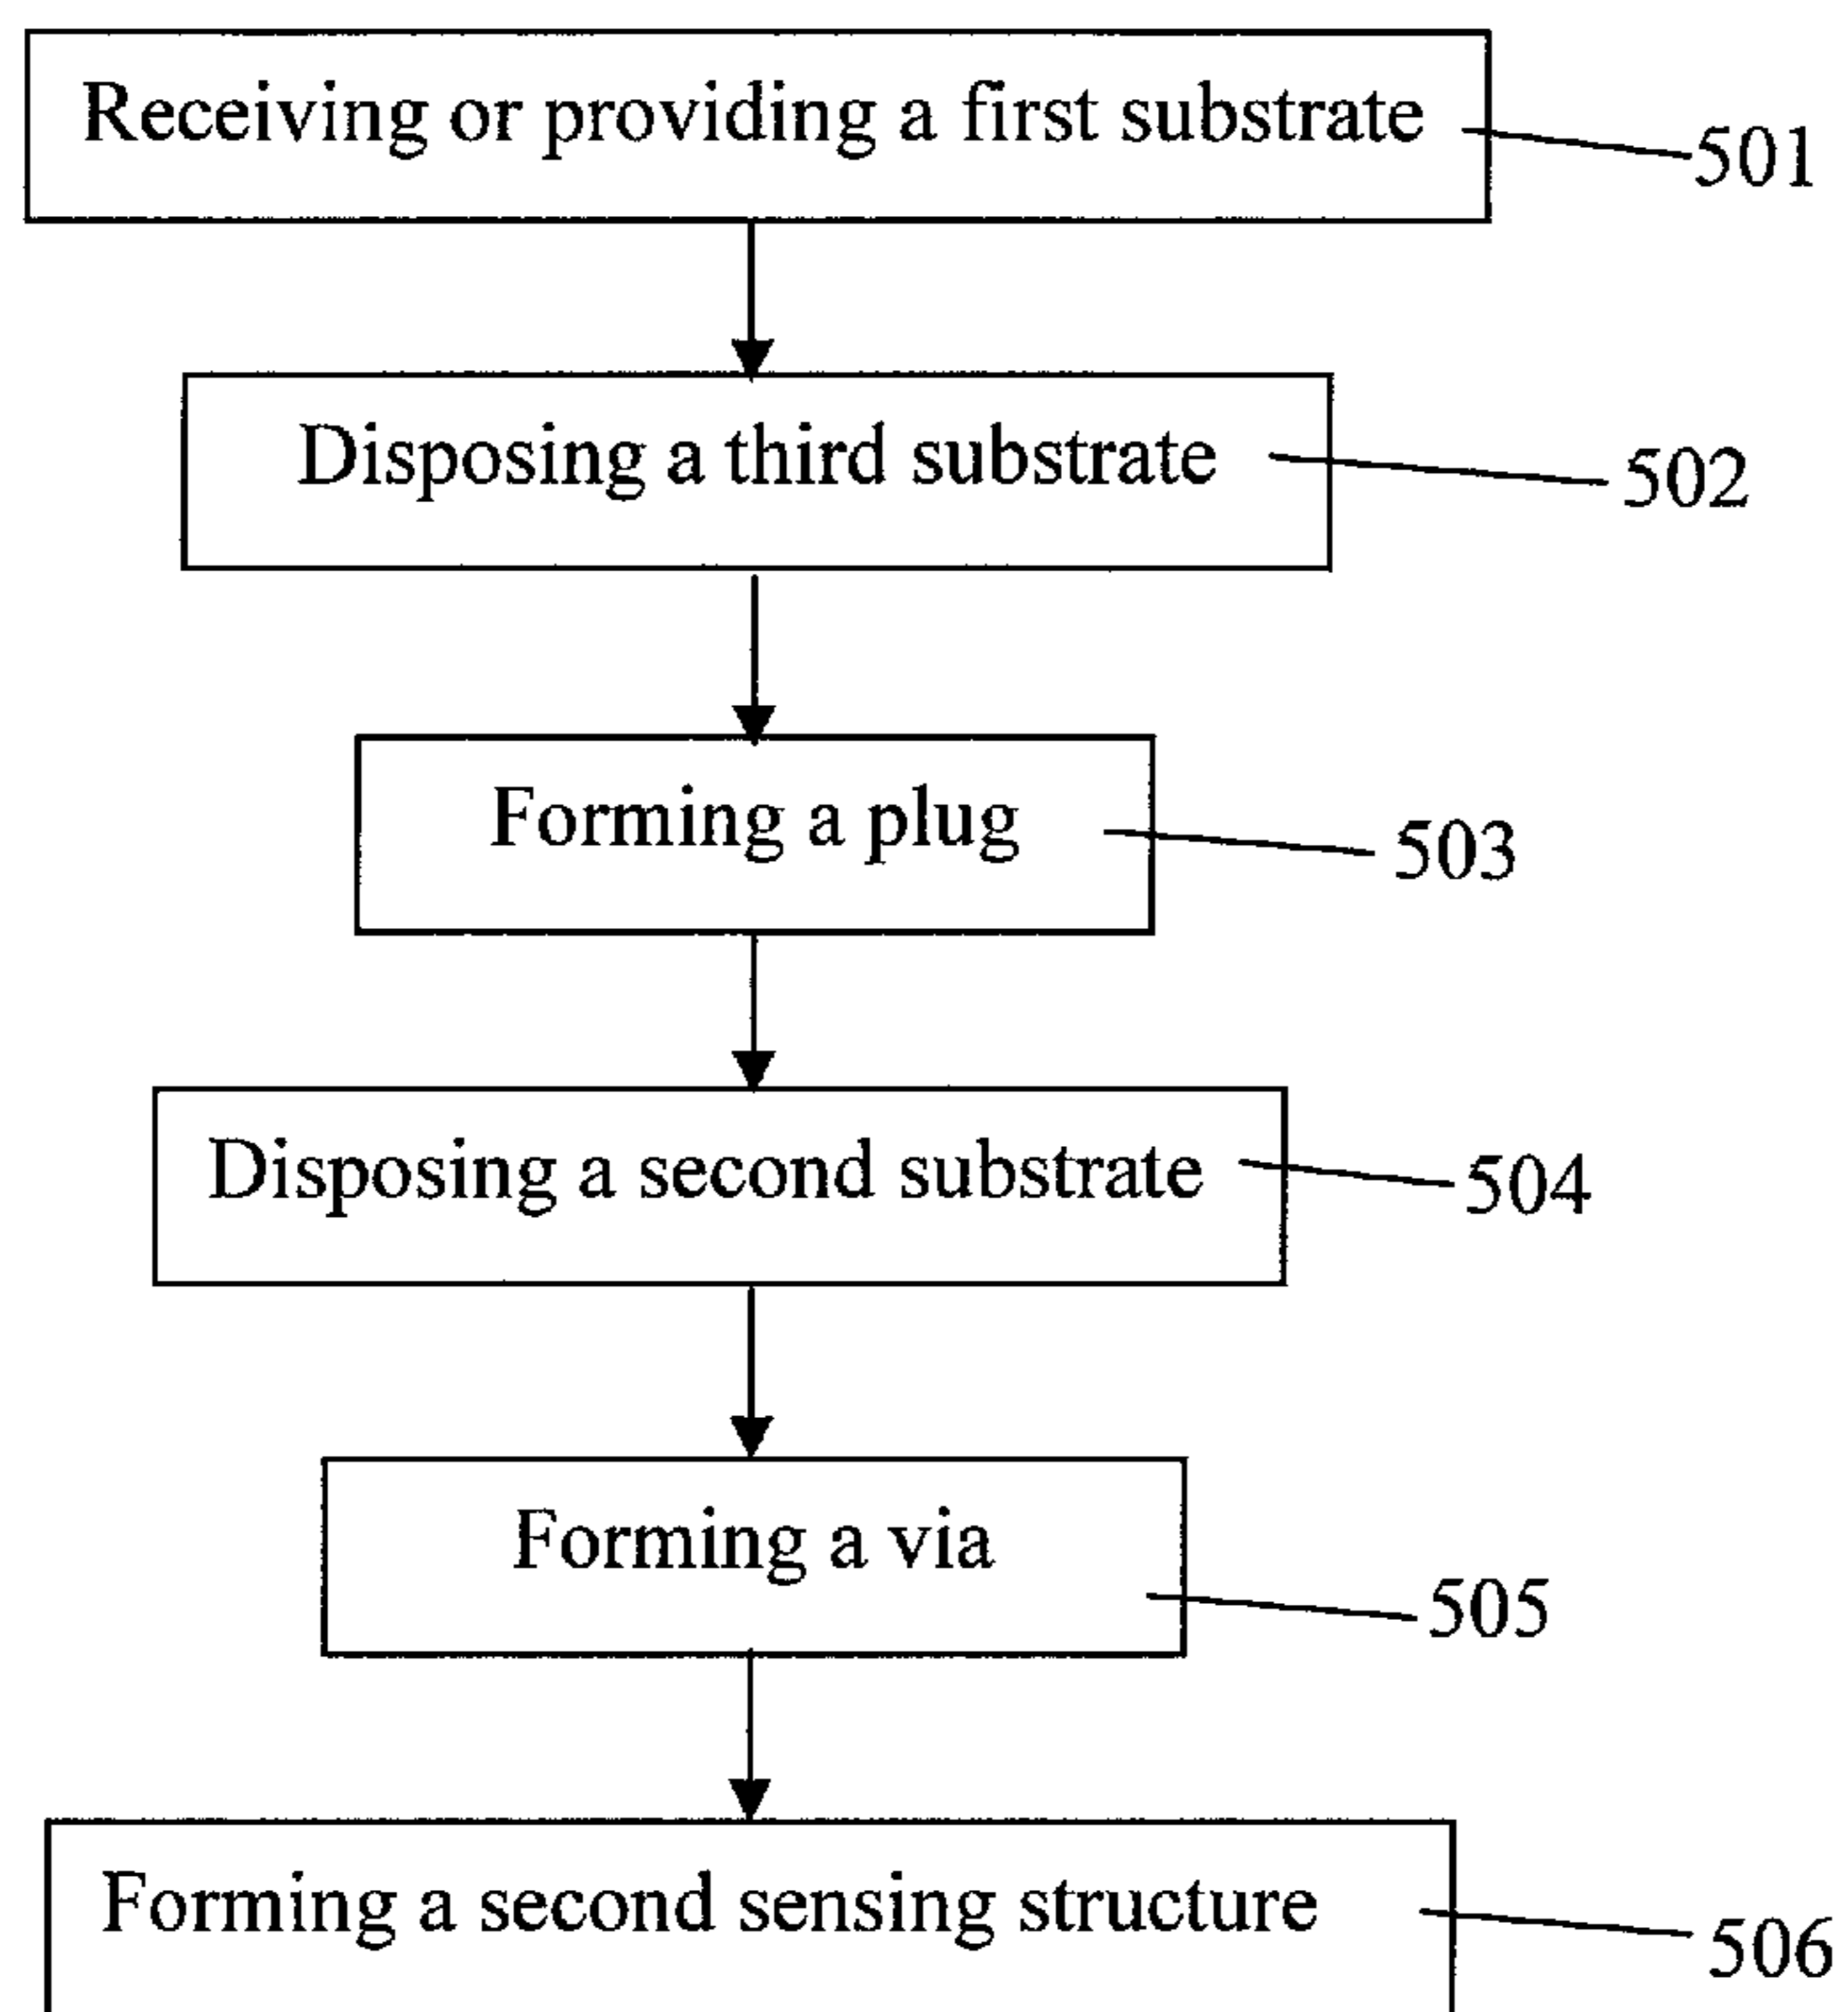 Receiving or providing a first substrate
501
Disposing a third substrate
502
Forming a plug
503
Disposing a second substrate
504
Forming a via
505
Forming a second sensing structure
506